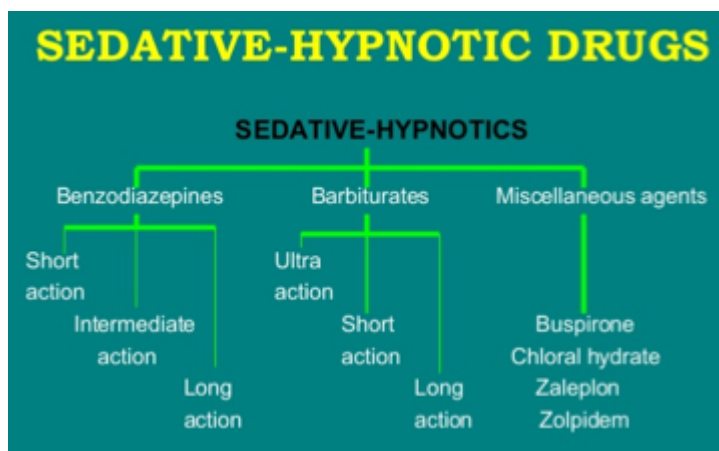 SEDATIVE-HYPNOTIC DRUGS
SEDATIVE-HYPNOTICS
Benzodiazepines
Barbiturates
Miscellaneous agents
Short
action
Intermediate
action
Long
action
Ultra
action
Short
action
Long
action
Buspirone
Chloral hydrate
Zaleplon
Zolpidem